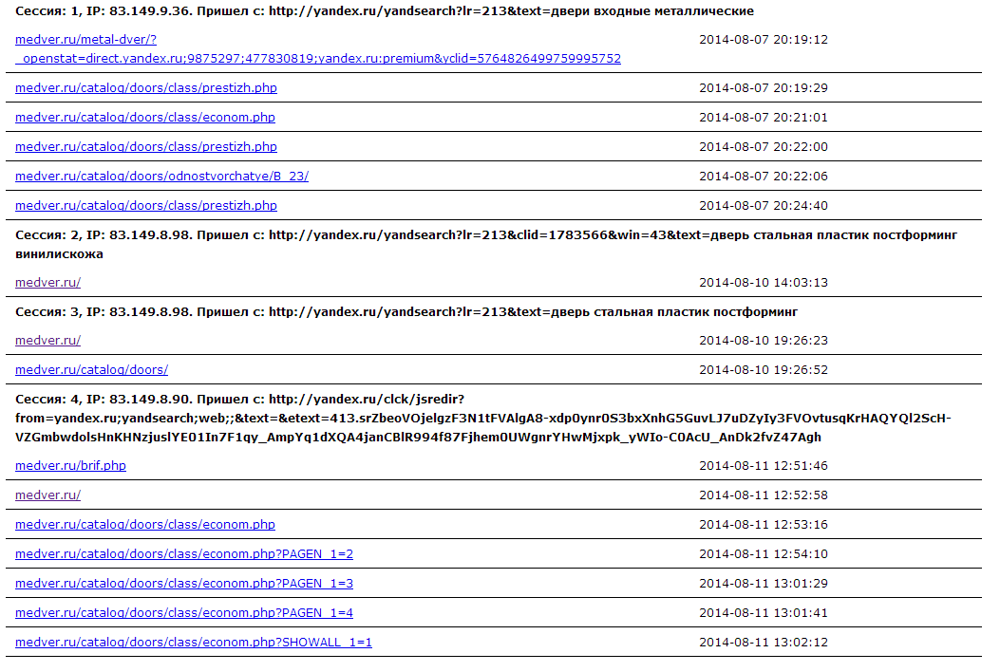 Сессия: 1, IP: 83.149.9.36. Пришел с: http://yandex.ru/yandsearch?lr=213&text=двери входные металлические
medver.ru/metal-dver/? 2014-08-07 20:19:12
_openstat=direct.yandex.ru;9875297;477830819;yandex.ru:premium&yclid=5764826499759995752
medver.ru/catalog/doors/class/prestizh.php 2014-08-07 20:19:29
medver.ru/catalog/doors/class/econom.php 2014-08-07 20:21:01
medver.ru/catalog/doors/class/prestizh.php 2014-08-07 20:22:00
medver.ru/catalog/doors/odnostvorchatye/B_23/ 2014-08-07 20:22:06
medver.ru/catalog/doors/class/prestizh.php 2014-08-07 20:24:40
Сессия: 2, IP: 83.149.8.98. Пришел с: http://yandex.ru/yandsearch?lr=213&clid=1783566&win=43&text=дверь стальная пластик постформинг
винилискожа
medver.ru/ 2014-08-10 14:03:13
Сессия: 3, IP: 83.149.8.98. Пришел с: http://yandex.ru/yandsearch?lr=213&text=дверь стальная пластик постформинг
medver.ru/ 2014-08-10 19:26:23
medver.ru/catalog/doors/ 2014-08-10 19:26:52
Сессия: 4, IP: 83.149.8.90. Пришел с: http://yandex.ru/clck/jsredir?
from=yandex.ru;yandsearch;web;;&text=&etext=413.srZbeoVOjelgzF3N1tFVAlgA8-xdp0ynr0S3bxXnhG5GuvLJ7uDZyIy3FVOvtusqKrHAQYQl2ScH-
VZGmbwdolsHnKHNzjuslYE01In7F1qy_AmpYq1dXQA4janCBlR994f87Fjhem0UWgnrYHwMjxpk_yWIo-C0AcU_AnDk2fvZ47Agh
medver.ru/brif.php 2014-08-11 12:51:46
medver.ru/ 2014-08-11 12:52:58
medver.ru/catalog/doors/class/econom.php 2014-08-11 12:53:16
medver.ru/catalog/doors/class/econom.php?PAGEN_1=2 2014-08-11 12:54:10
medver.ru/catalog/doors/class/econom.php?PAGEN_1=3 2014-08-11 13:01:29
medver.ru/catalog/doors/class/econom.php?PAGEN_1=4 2014-08-11 13:01:41
medver.ru/catalog/doors/class/econom.php?SHOWALL_1=1 2014-08-11 13:02:12